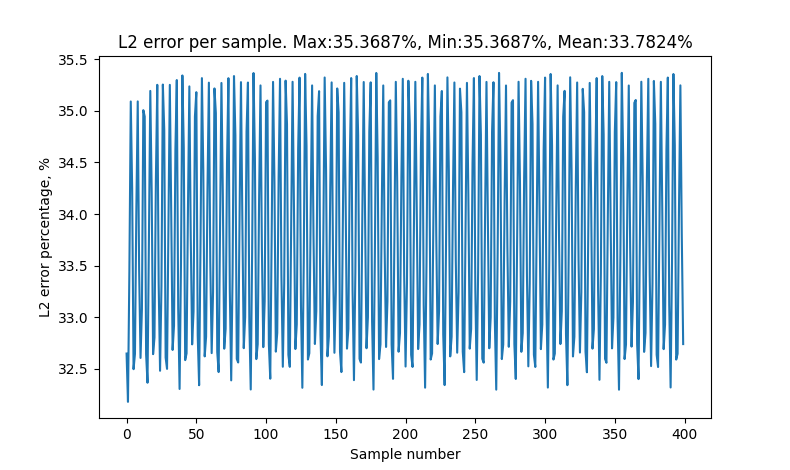 L2 error per sample. Max:35.3687%, Min:35.3687%, Mean:33.7824%
35.5
35.0
34.5
34.0
33.5
33.0
32.5
L2 error percentage, %
0 50 100 150 200 250 300 350 400
Sample number